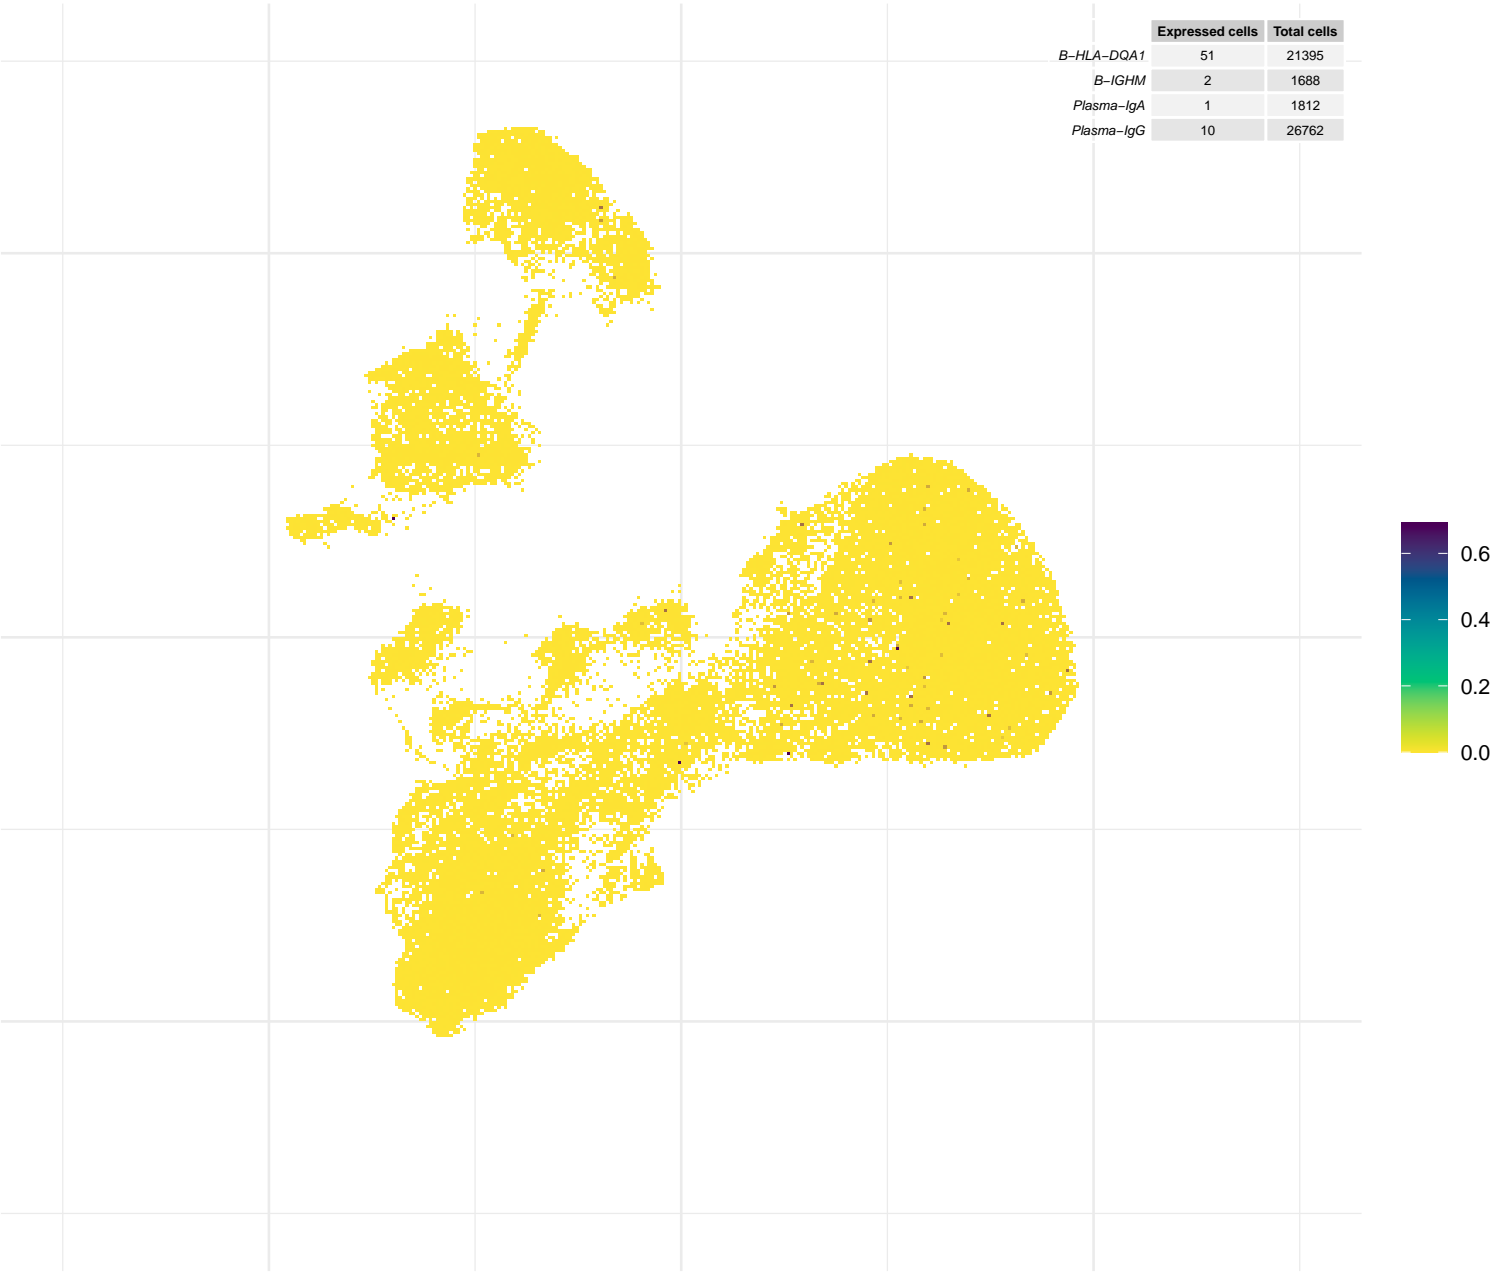 Expressed cells Total cells
B−HLA−DQA1 51 21395
B−IGHM 2 1688
Plasma−IgA 1 1812
Plasma−IgG 10 26762
0.6
0.4
0.2
0.0